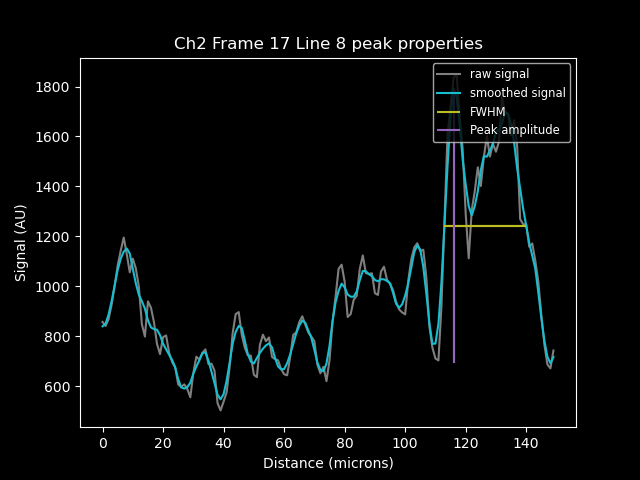 Ch2 Frame 17 Line 8 peak properties
raw signal
smoothed signal
FWHM
Peak amplitude
Signal (AU)
1800
1600
1400
1200
1000
800
600
0 20 40 60 80 100 120 140
Distance (microns)